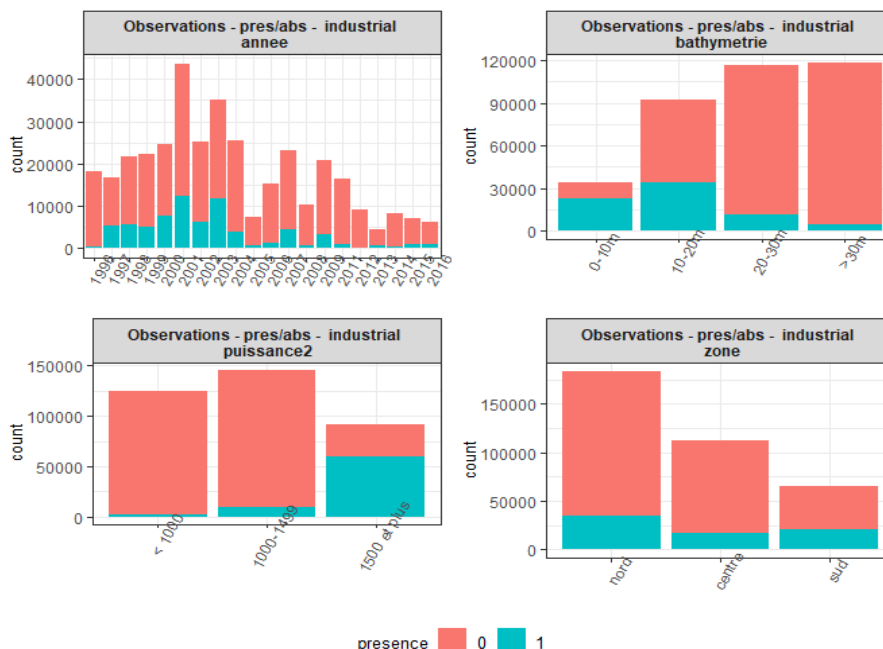 Observations - pres/abs - industrial
annee
count
40000
30000
20000
10000
0
1996 1997 1998 1999 2000 2001 2002 2003 2004 2005 2006 2007 2008 2009 2011 2012 2013 2014 2015 2016
Observations - pres/abs - industrial
bathymetrie
count
120000
90000
60000
30000
0
0-10m 10-20m 20-30m >30m
Observations - pres/abs - industrial
puissance2
count
150000
100000
50000
0
< 1000 1000-1499 1500 et plus
Observations - pres/abs - industrial
zone
count
150000
100000
50000
0
nord centre sud
presence 0 1